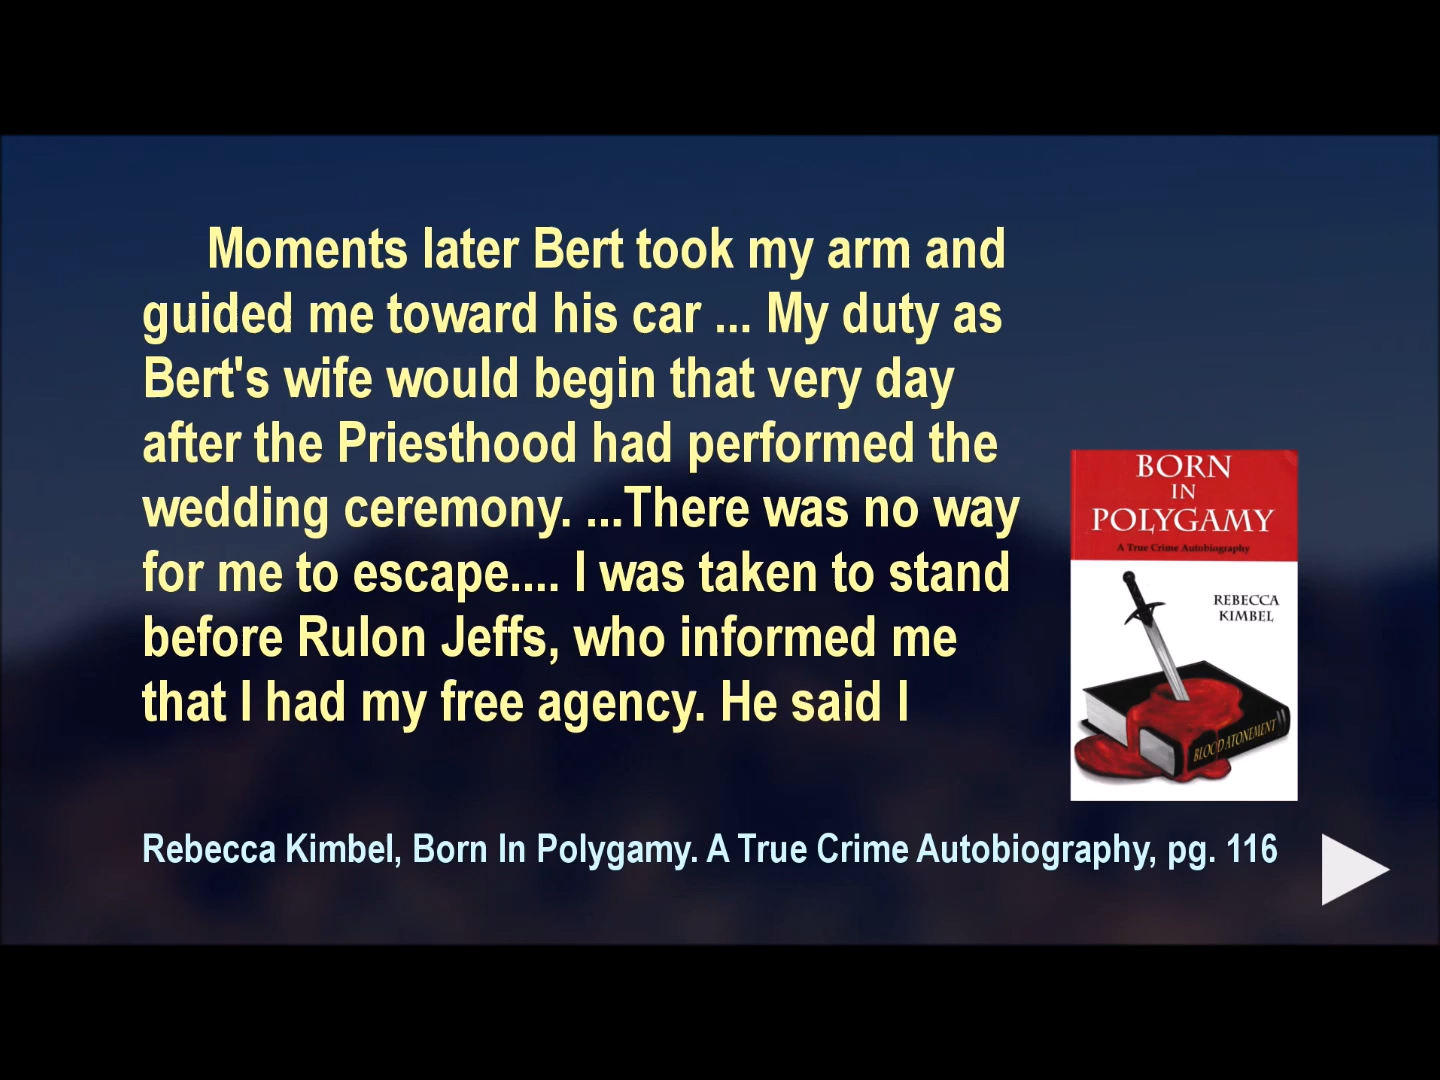 Moments later Bert took my arm and
guided me toward his car ... My duty as
Bert's wife would begin that very day
after the Priesthood had performed the
wedding ceremony. ...There was no way
for me to escape.... I was taken to stand
before Rulon Jeffs, who informed me
that I had my free agency. He said I
BORN
IN
POLYGAMY
A True Crime Autobiography
REBECCA
KIMBEL
BLOOD ATONEMENT
Rebecca Kimbel, Born In Polygamy. A True Crime Autobiography, pg. 116